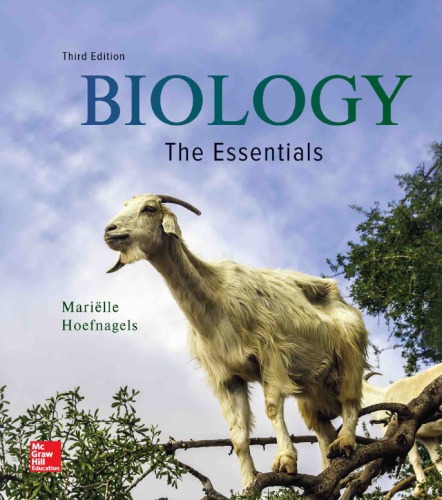 Third Edition
BIOLOGY
The Essentials
Mariëlle
Hoefnagels
Mc
Graw
Hill
Education